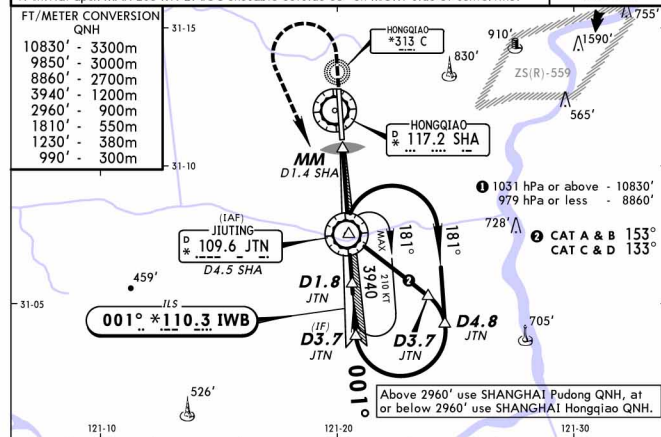 FT/METER CONVERSION
QNH
10830' - 3300m
9850' - 3000m
8860' - 2700m
3940' - 1200m
2960' - 900m
1810' - 550m
1230' - 380m
990' - 300m
31-15
HONGQIAO
*313 C
830'
910'
1590'
755'
ZS(R)-559
565'
HONGQIAO
D
* 117.2 SHA
MM
D1.4 SHA
31-10
1 1031 hPa or above - 10830'
979 hPa or less - 8860'
728'
2 CAT A & B 153°
CAT C & D 133°
(IAF)
JIUTING
D
* 109.6 JTN
D4.5 SHA
181°
181°
MAX
210 KT
3940
2
459'
D1.8
JTN
31-05
ILS
001° *110.3 IWB
(IF)
D3.7
JTN
D3.7
JTN
D4.8
JTN
705'
001°
526'
Above 2960' use SHANGHAI Pudong QNH, at
or below 2960' use SHANGHAI Hongqiao QNH.
121-10
121-20
121-30